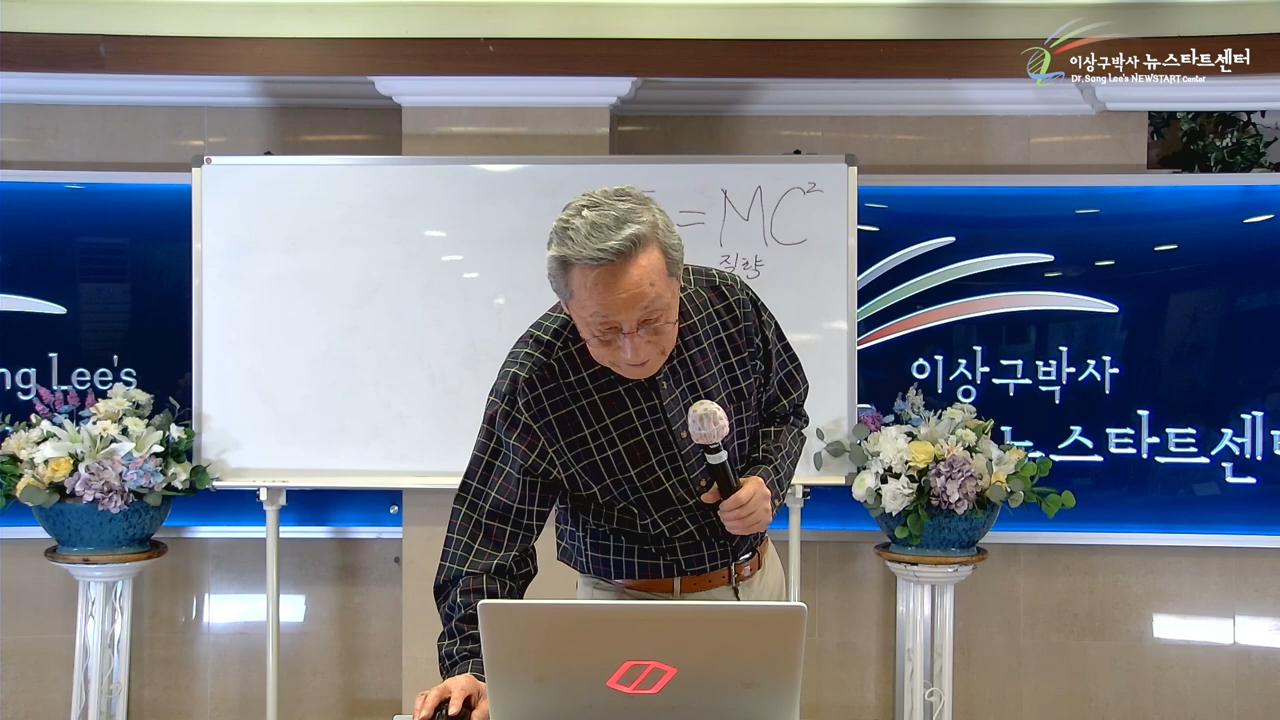 이상구박사 뉴스타트센터
Dr. Sang Lee's NEWSTART Center
= MC²
질량
ng Lee's
이상구박사
뉴스타트센